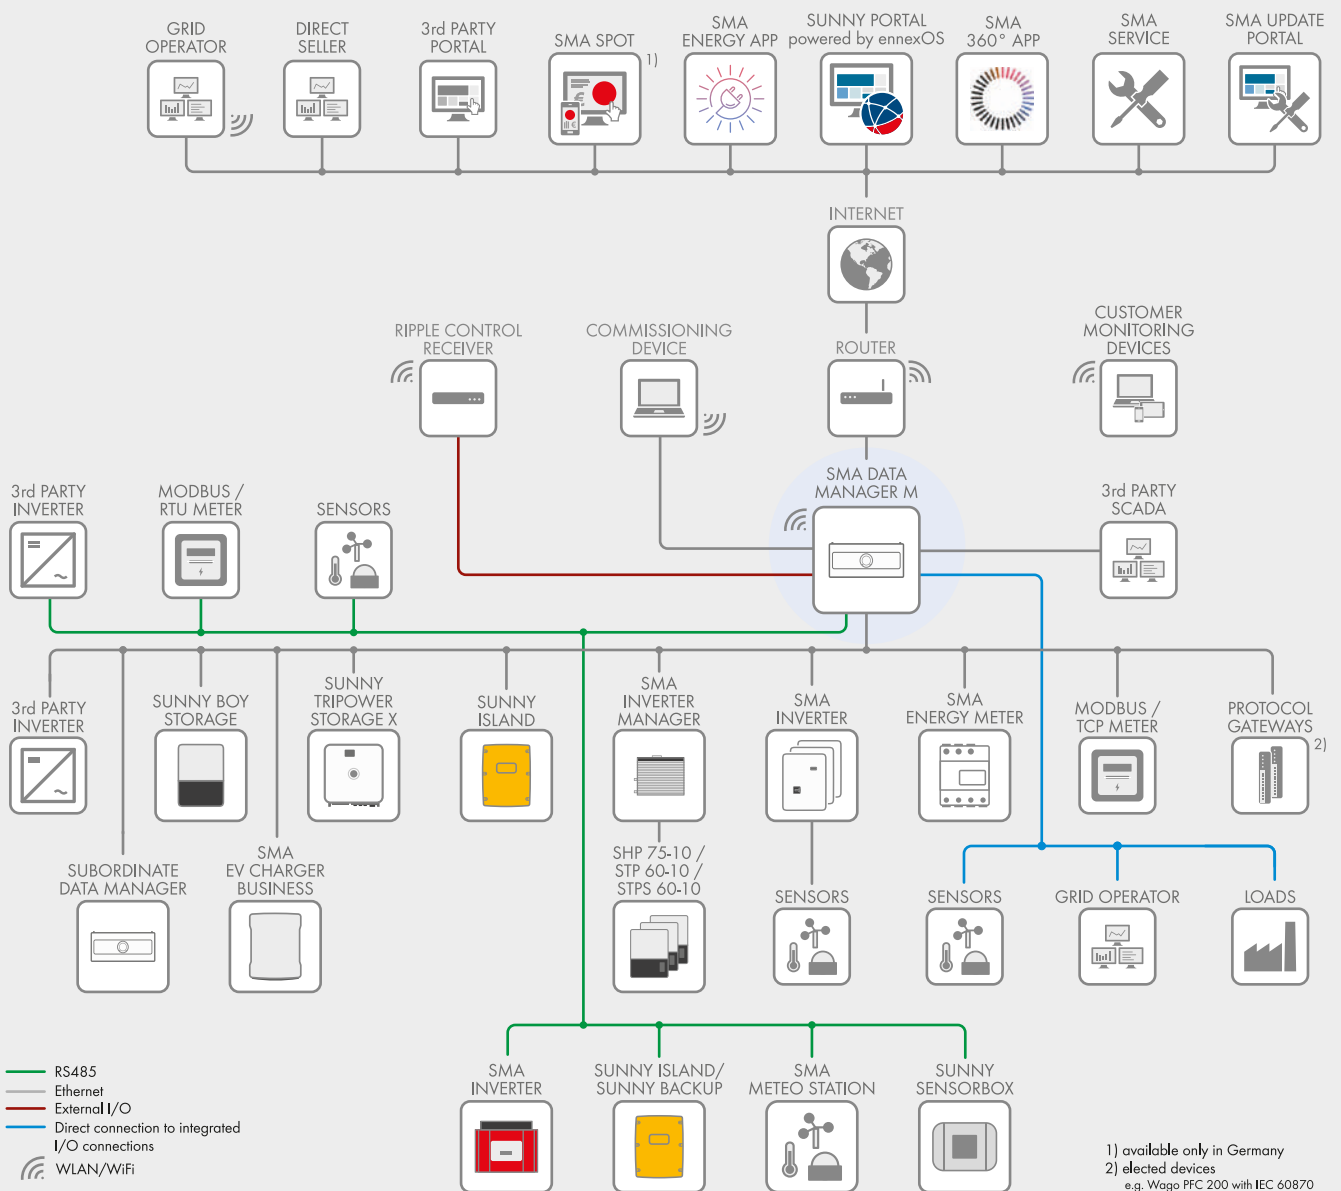 GRID
OPERATOR
DIRECT
SELLER
3rd PARTY
PORTAL
SMA SPOT
1)
SMA
ENERGY APP
SUNNY PORTAL
powered by ennexOS
SMA
360° APP
SMA
SERVICE
SMA UPDATE
PORTAL
INTERNET
RIPPLE CONTROL
RECEIVER
COMMISSIONING
DEVICE
ROUTER
CUSTOMER
MONITORING
DEVICES
3rd PARTY
INVERTER
MODBUS /
RTU METER
SENSORS
SMA DATA
MANAGER M
3rd PARTY
SCADA
3rd PARTY
INVERTER
SUNNY BOY
STORAGE
SUNNY
TRIPOWER
STORAGE X
SUNNY
ISLAND
SMA
INVERTER
MANAGER
SMA
INVERTER
SMA
ENERGY METER
MODBUS /
TCP METER
PROTOCOL
GATEWAYS
2)
SUBORDINATE
DATA MANAGER
SMA
EV CHARGER
BUSINESS
SHP 75-10 /
STP 60-10 /
STPS 60-10
SENSORS
SENSORS
GRID OPERATOR
LOADS
SMA
INVERTER
SUNNY ISLAND/
SUNNY BACKUP
SMA
METEO STATION
SUNNY
SENSORBOX
RS485
Ethernet
External I/O
Direct connection to integrated
I/O connections
WLAN/WiFi
1) available only in Germany
2) elected devices
e.g. Wago PFC 200 with IEC 60870